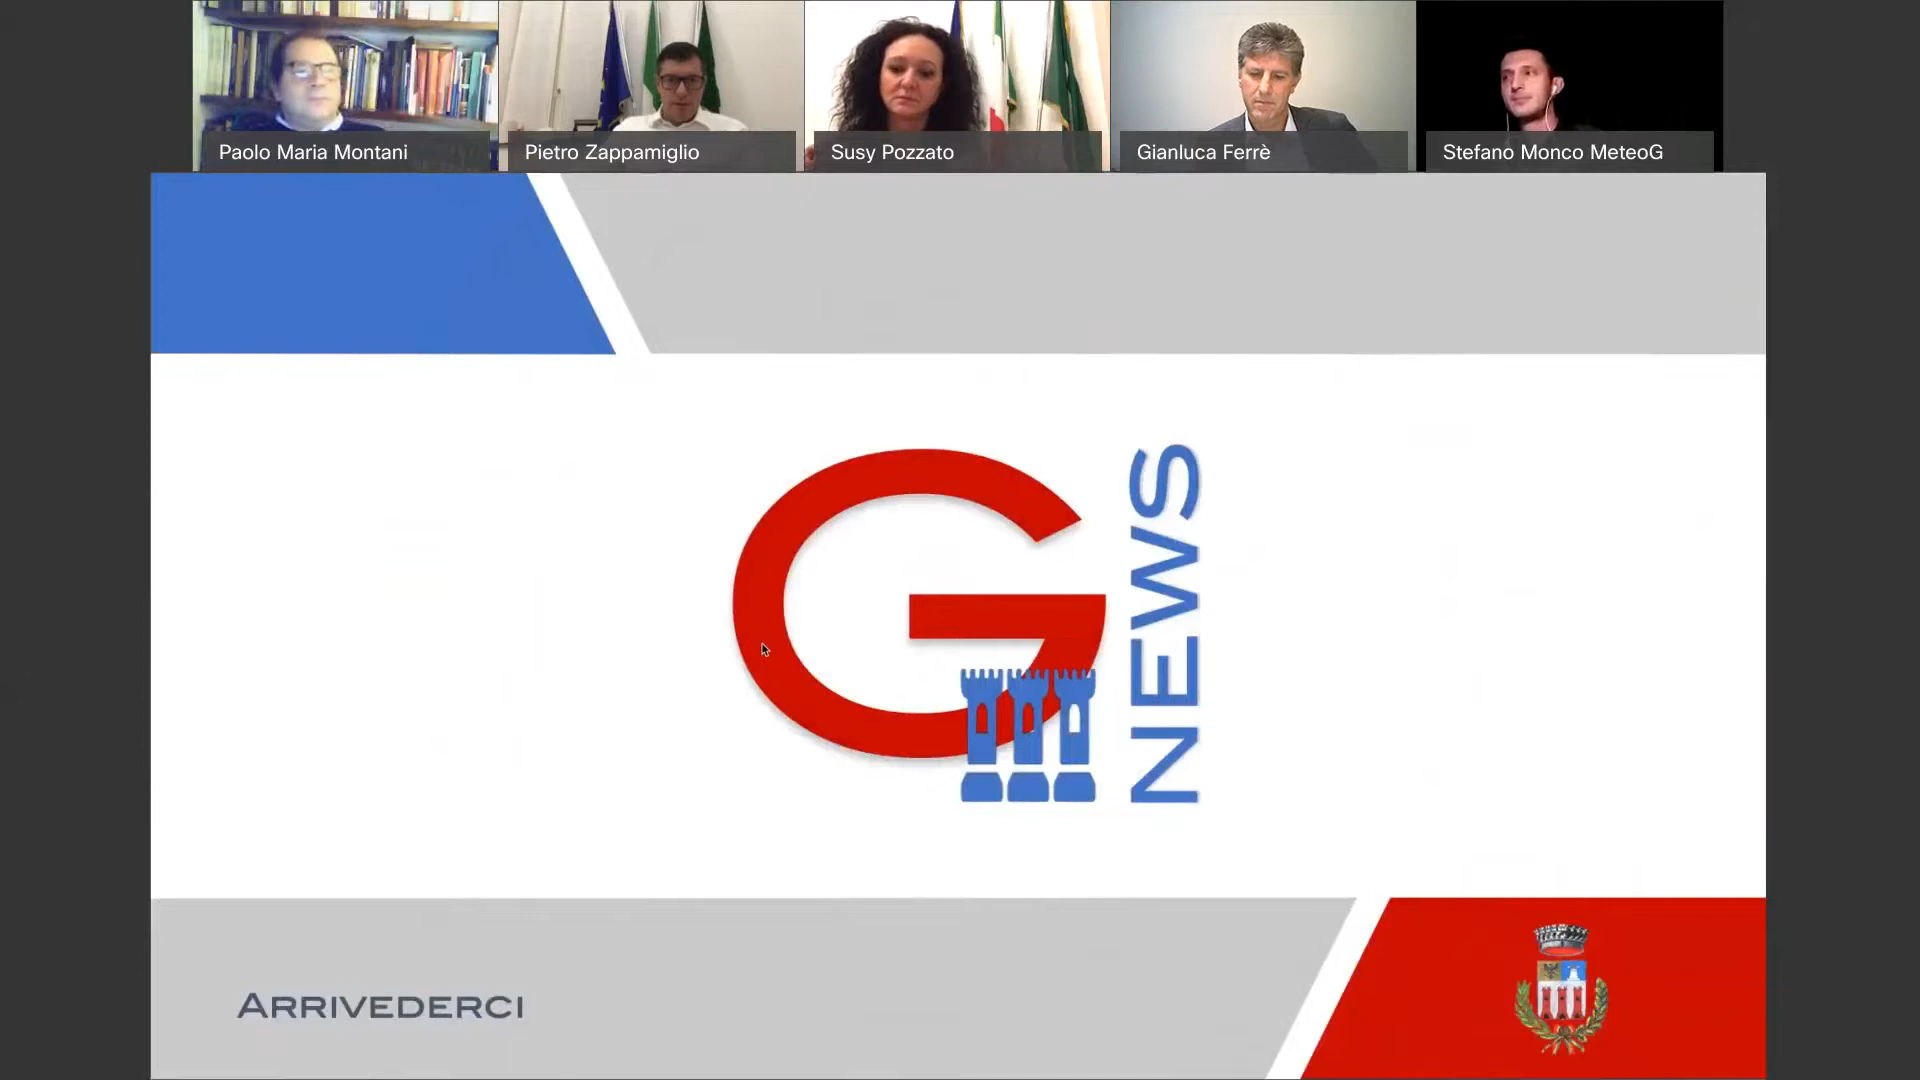 Paolo Maria Montani
Pietro Zappamiglio
Susy Pozzato
Gianluca Ferrè
Stefano Monco MeteoG
G
NEWS
ARRIVEDERCI